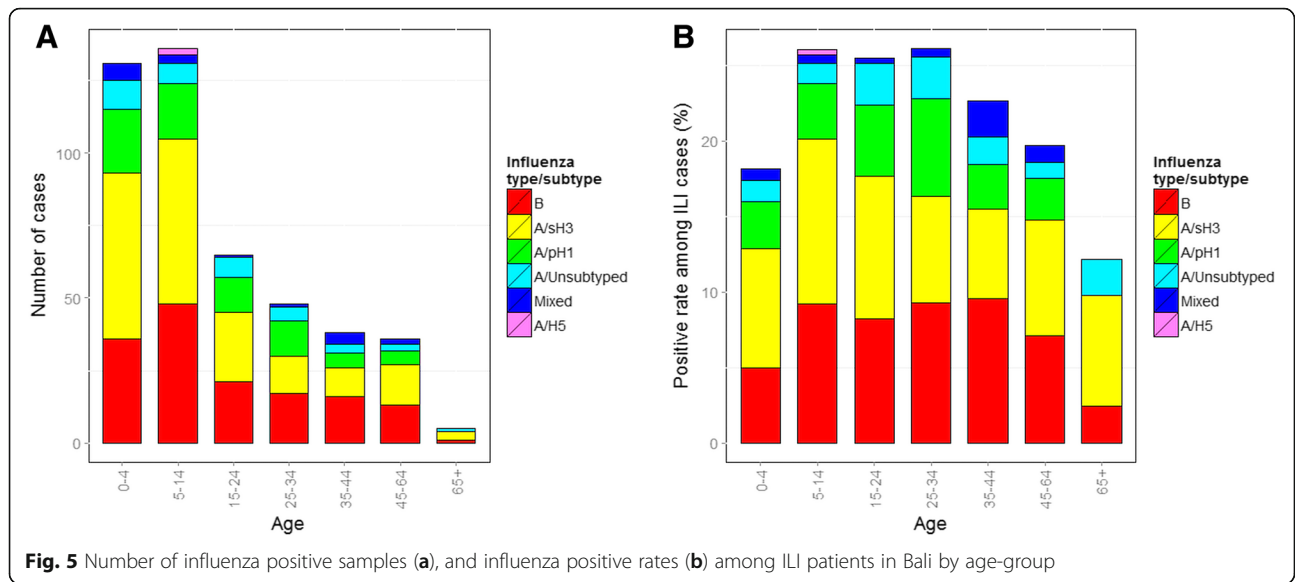 A
Number of cases
100
50
0
0-4
5-14
15-24
25-34
35-44
45-64
65+
Age
Influenza
type/subtype
B
A/sH3
A/pH1
A/Unsubtyped
Mixed
A/H5
B
Positive rate among ILI cases (%)
20
10
0
0-4
5-14
15-24
25-34
35-44
45-64
65+
Age
Influenza
type/subtype
B
A/sH3
A/pH1
A/Unsubtyped
Mixed
A/H5
Fig. 5 Number of influenza positive samples (a), and influenza positive rates (b) among ILI patients in Bali by age-group